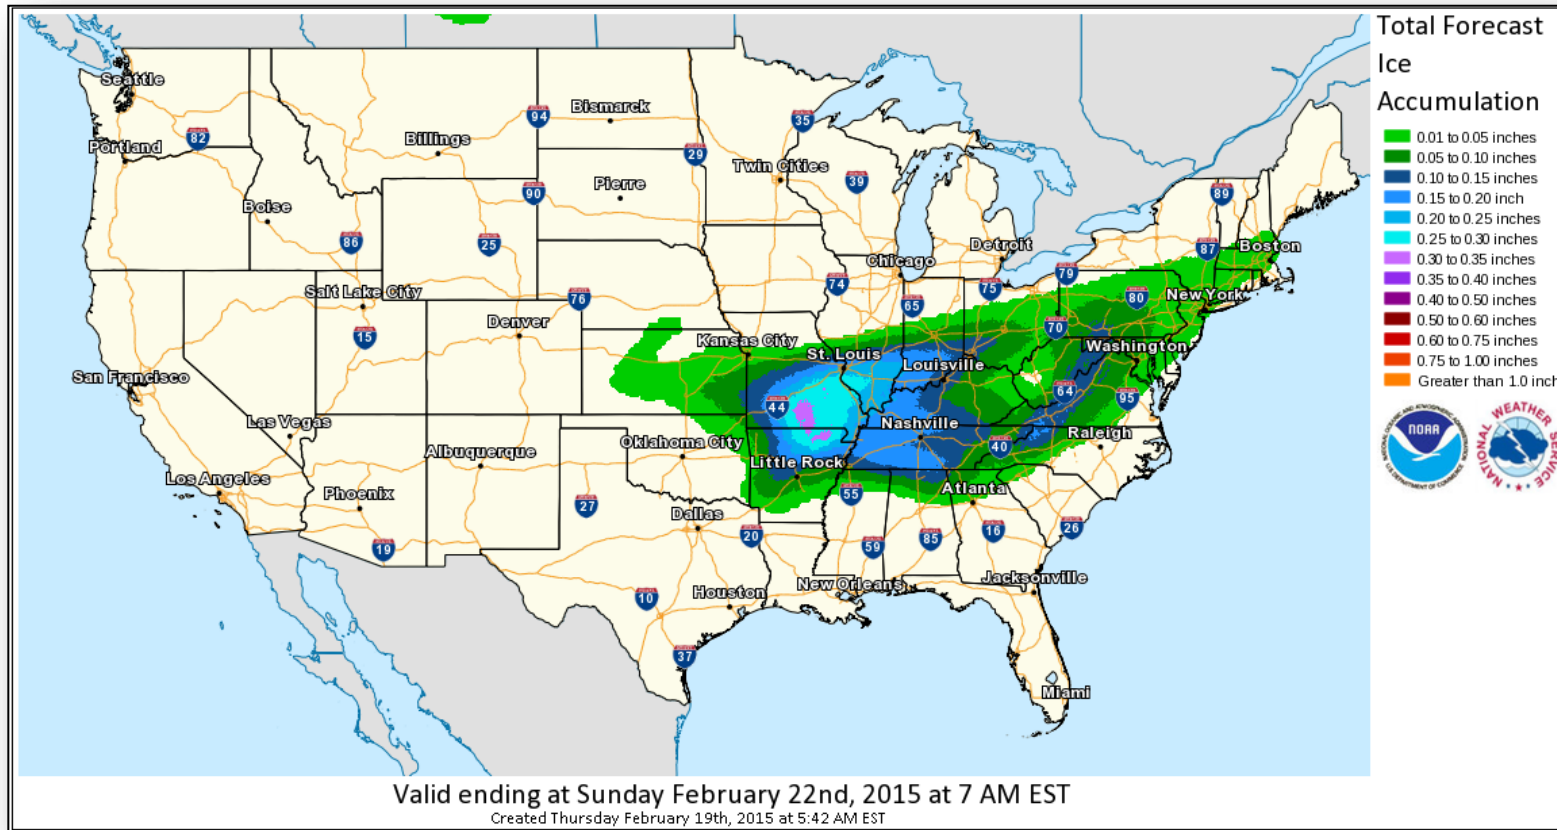 Total Forecast
Ice
Accumulation
0.01 to 0.05 inches
0.05 to 0.10 inches
0.10 to 0.15 inches
0.15 to 0.20 inch
0.20 to 0.25 inches
0.25 to 0.30 inches
0.30 to 0.35 inches
0.35 to 0.40 inches
0.40 to 0.50 inches
0.50 to 0.60 inches
0.60 to 0.75 inches
0.75 to 1.00 inches
Greater than 1.0 inch
NOAA
NATIONAL OCEANIC AND ATMOSPHERIC ADMINISTRATION
U.S. DEPARTMENT OF COMMERCE
NATIONAL WEATHER SERVICE
Seattle
82
Portland
Billings
94
Bismarck
35
29
Twin Cities
39
90
Pierre
89
Boise
86
25
87
Boston
Detroit
Chicago
79
74
65
75
80
New York
Salt Lake City
76
Denver
15
70
Kansas City
St. Louis
Washington
Louisville
San Francisco
44
64
95
Las Vegas
Nashville
Raleigh
Oklahoma City
40
Albuquerque
Little Rock
Los Angeles
Phoenix
55
Atlanta
27
Dallas
20
16
26
19
59
85
10
Houston
New Orleans
Jacksonville
37
Miami
Valid ending at Sunday February 22nd, 2015 at 7 AM EST
Created Thursday February 19th, 2015 at 5:42 AM EST